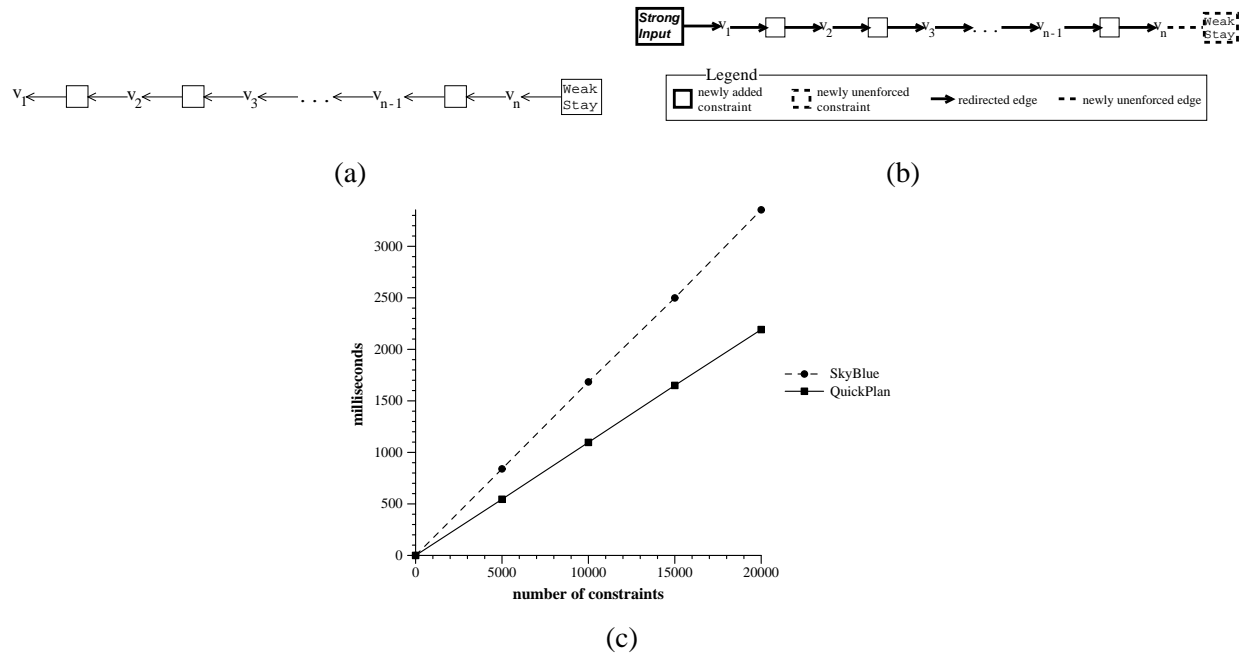 Strong
Input
v1 v2 v3 . . . vn-1 vn
Weak
Stay
v1 v2 v3 . . . vn-1 vn
Weak
Stay
Legend
newly added
constraint
newly unenforced
constraint
redirected edge
newly unenforced edge
(a)
(b)
3000
2500
2000
1500
1000
500
0
milliseconds
0 5000 10000 15000 20000
number of constraints
SkyBlue
QuickPlan
(c)